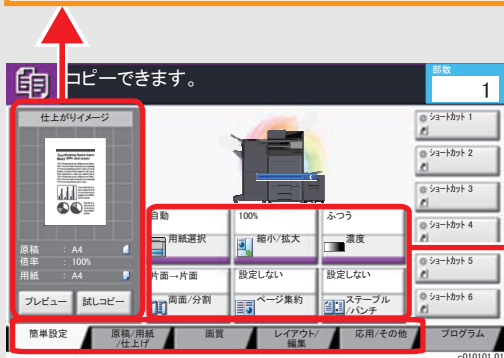 コピーできます。
部数
1
仕上がりイメージ
原稿 : A4
倍率 : 100%
用紙 : A4
プレビュー
試しコピー
自動
用紙選択
100%
縮小/拡大
ふつう
濃度
片面→片面
両面/分割
設定しない
ページ集約
設定しない
ステープル
/パンチ
ショートカット 1
ショートカット 2
ショートカット 3
ショートカット 4
ショートカット 5
ショートカット 6
簡単設定
原稿/用紙
/仕上げ
画質
レイアウト/
編集
応用/その他
プログラム
c010101_01